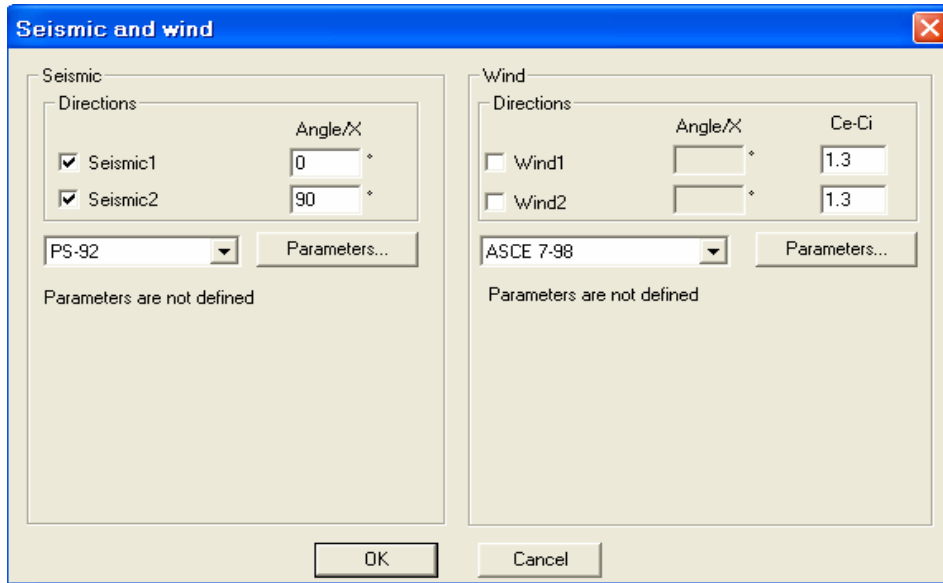 Seismic and wind
Seismic
Directions
Angle/X
Seismic1 0 °
Seismic2 90 °
PS-92 Parameters...
Parameters are not defined
Wind
Directions
Angle/X Ce-Ci
Wind1 ° 1.3
Wind2 ° 1.3
ASCE 7-98 Parameters...
Parameters are not defined
OK Cancel